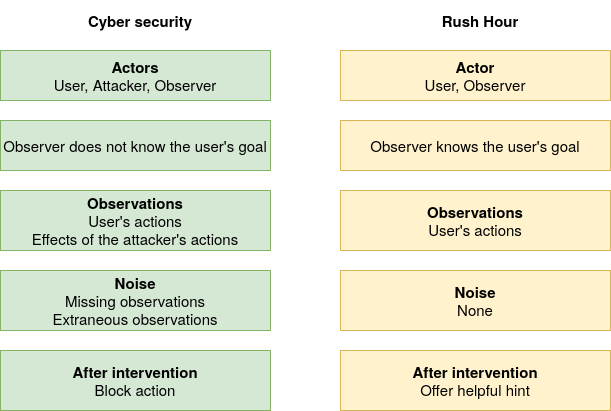 Cyber security
Rush Hour
Actors
User, Attacker, Observer
Actor
User, Observer
Observer does not know the user's goal
Observer knows the user's goal
Observations
User's actions
Effects of the attacker's actions
Observations
User's actions
Noise
Missing observations
Extraneous observations
Noise
None
After intervention
Block action
After intervention
Offer helpful hint